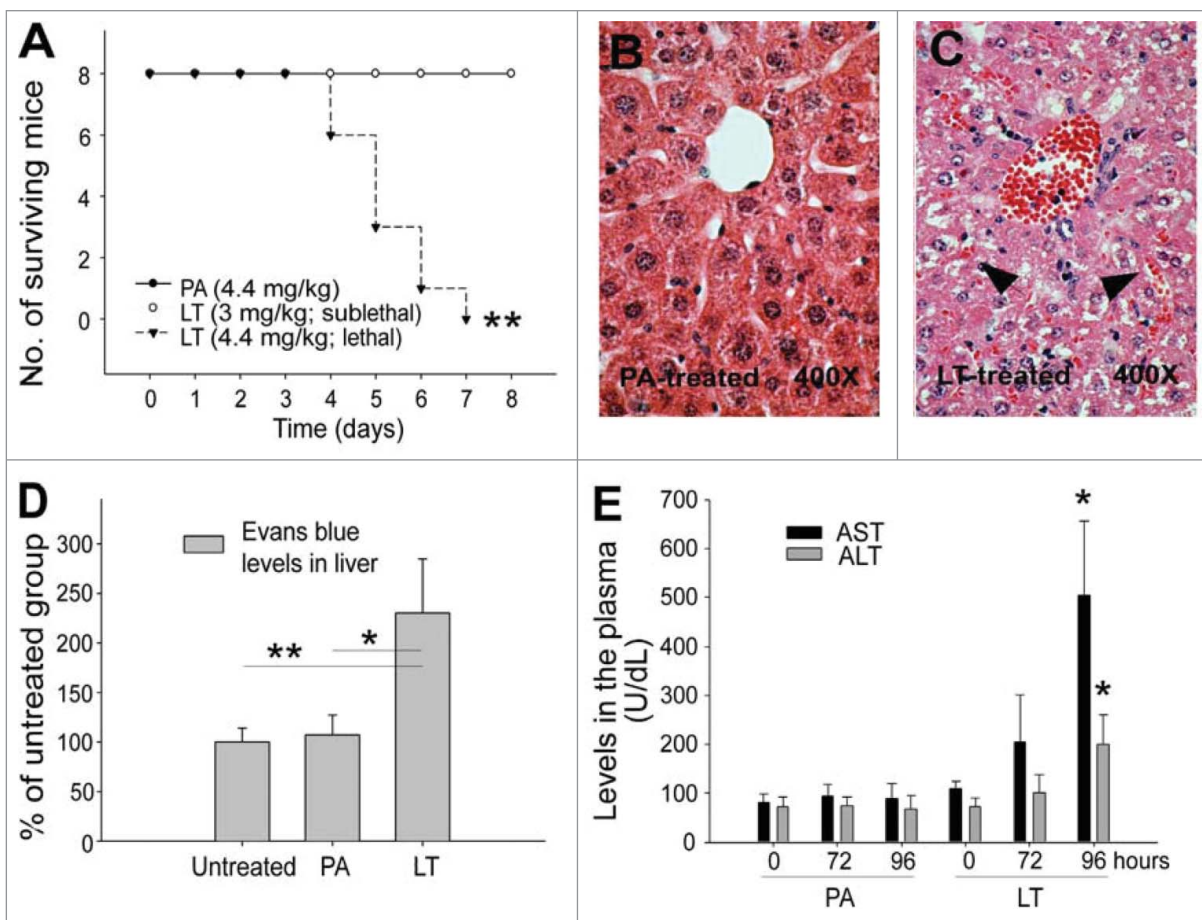 A
No. of surviving mice
8
6
4
2
0
PA (4.4 mg/kg)
LT (3 mg/kg; sublethal)
LT (4.4 mg/kg; lethal)
**
0 1 2 3 4 5 6 7 8
Time (days)
B
PA-treated 400X
C
LT-treated 400X
D
% of untreated group
300
250
200
150
100
50
0
Evans blue
levels in liver
**
*
Untreated PA LT
E
Levels in the plasma
(U/dL)
700
600
500
400
300
200
100
0
AST
ALT
*
*
0 72 96 0 72 96 hours
PA LT